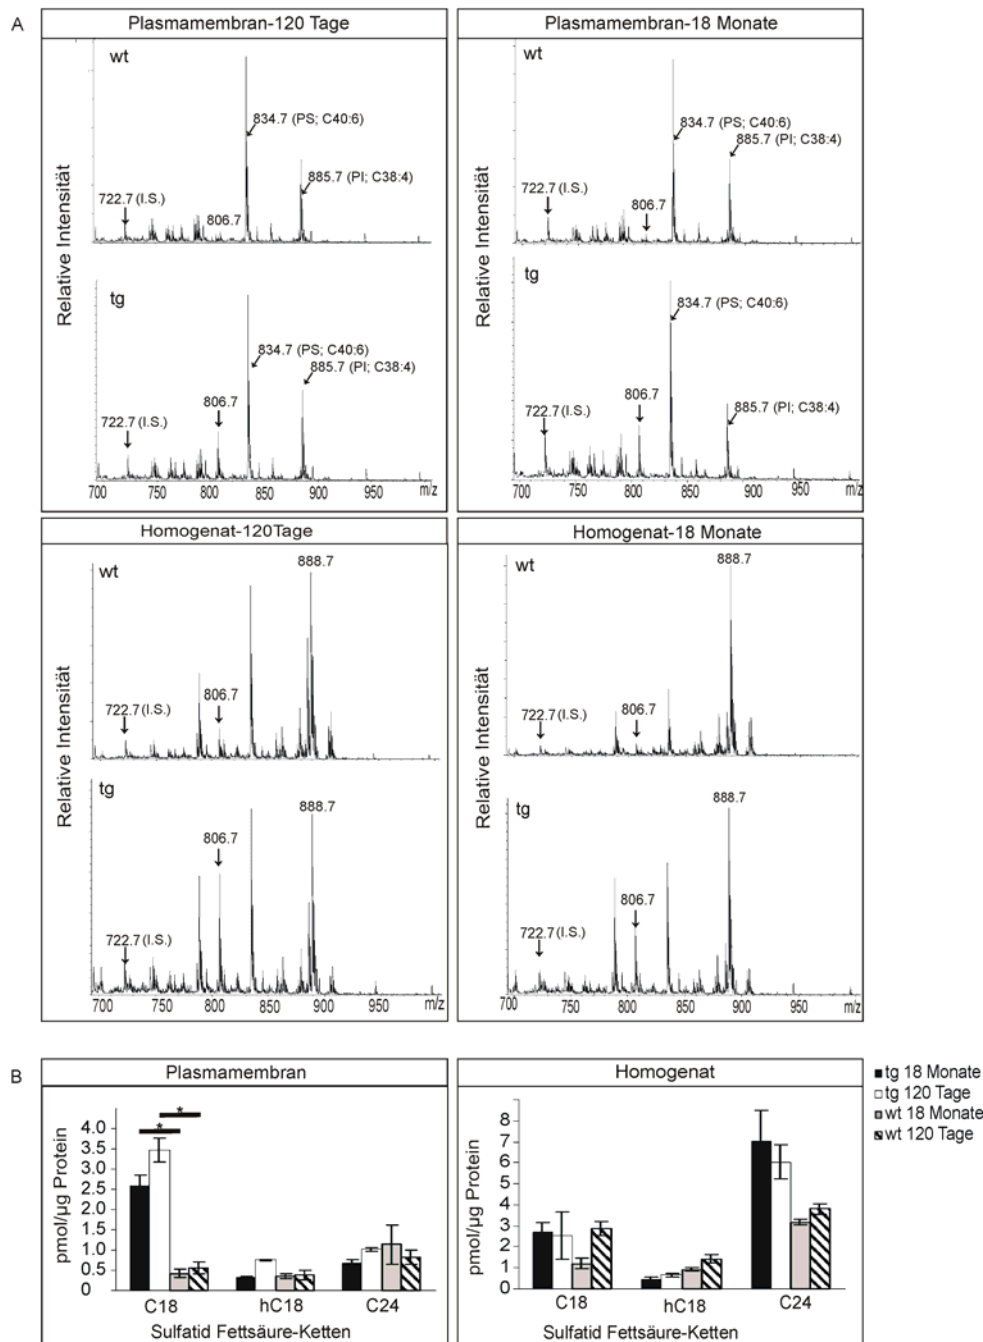 A
Plasmamembran-120 Tage
wt
834.7 (PS; C40:6)
885.7 (PI; C38:4)
722.7 (I.S.)
806.7
Relative Intensität
tg
834.7 (PS; C40:6)
885.7 (PI; C38:4)
806.7
722.7 (I.S.)
700 750 800 850 900 950 m/z
Plasmamembran-18 Monate
wt
834.7 (PS; C40:6)
885.7 (PI; C38:4)
722.7 (I.S.)
806.7
Relative Intensität
tg
834.7 (PS; C40:6)
806.7
885.7 (PI; C38:4)
722.7 (I.S.)
700 750 800 850 900 950 m/z
Homogenat-120Tage
wt
888.7
806.7
722.7 (I.S.)
Relative Intensität
tg
888.7
806.7
722.7 (I.S.)
700 750 800 850 900 950 m/z
Homogenat-18 Monate
wt
888.7
806.7
722.7 (I.S.)
Relative Intensität
tg
888.7
806.7
722.7 (I.S.)
700 750 800 850 900 950 m/z
B
Plasmamembran
pmol/µg Protein
4.0
3.5
3.0
2.5
2.0
1.5
1.0
0.5
0
*
*
C18 hC18 C24
Sulfatid Fettsäure-Ketten
Homogenat
pmol/µg Protein
7
6
5
4
3
2
1
0
C18 hC18 C24
Sulfatid Fettsäure-Ketten
tg 18 Monate
tg 120 Tage
wt 18 Monate
wt 120 Tage